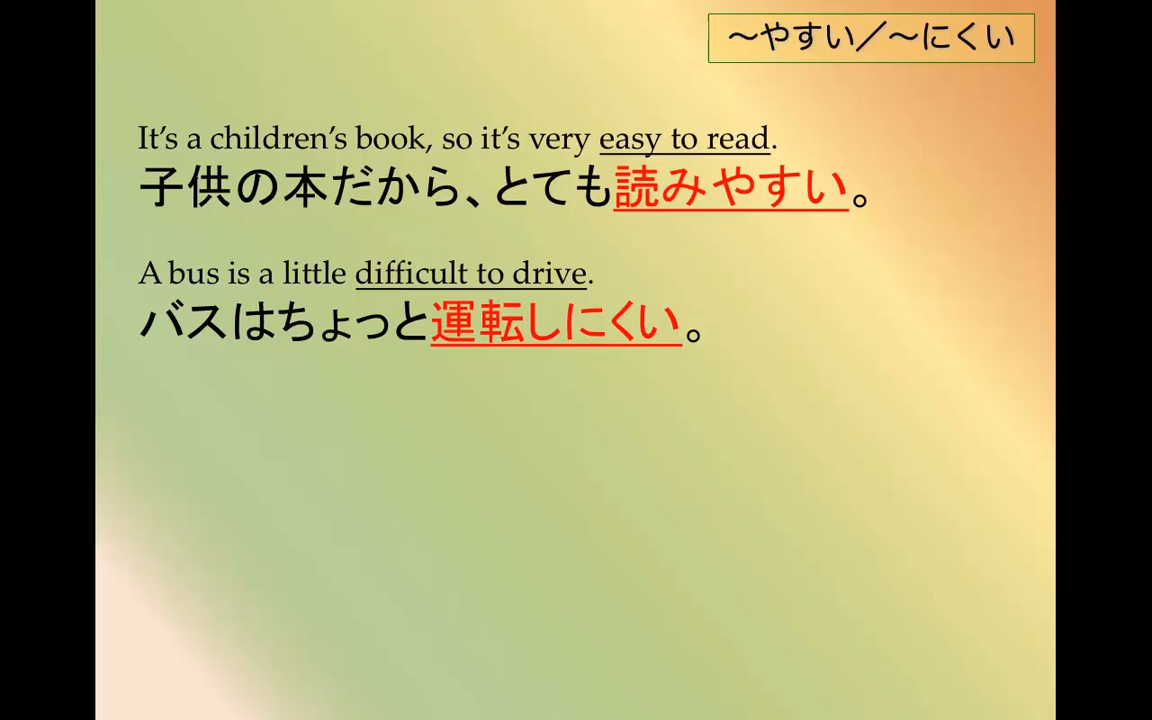 ～やすい／～にくい
It's a children's book, so it's very easy to read.
子供の本だから、とても読みやすい。
A bus is a little difficult to drive.
バスはちょっと運転しにくい。